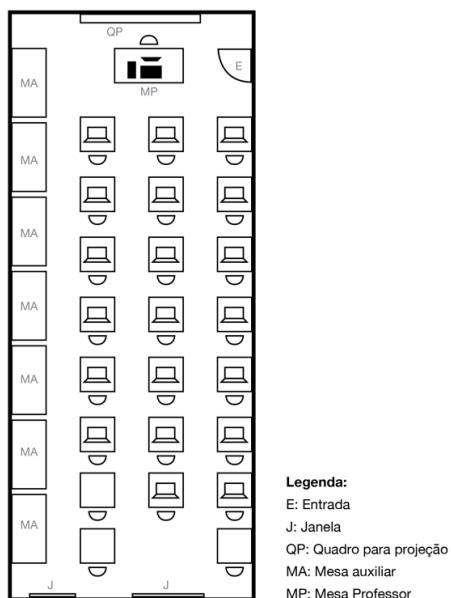 QP
E
MP
MA
MA
MA
MA
MA
MA
MA
J J
Legenda:
E: Entrada
J: Janela
QP: Quadro para projeção
MA: Mesa auxiliar
MP: Mesa Professor